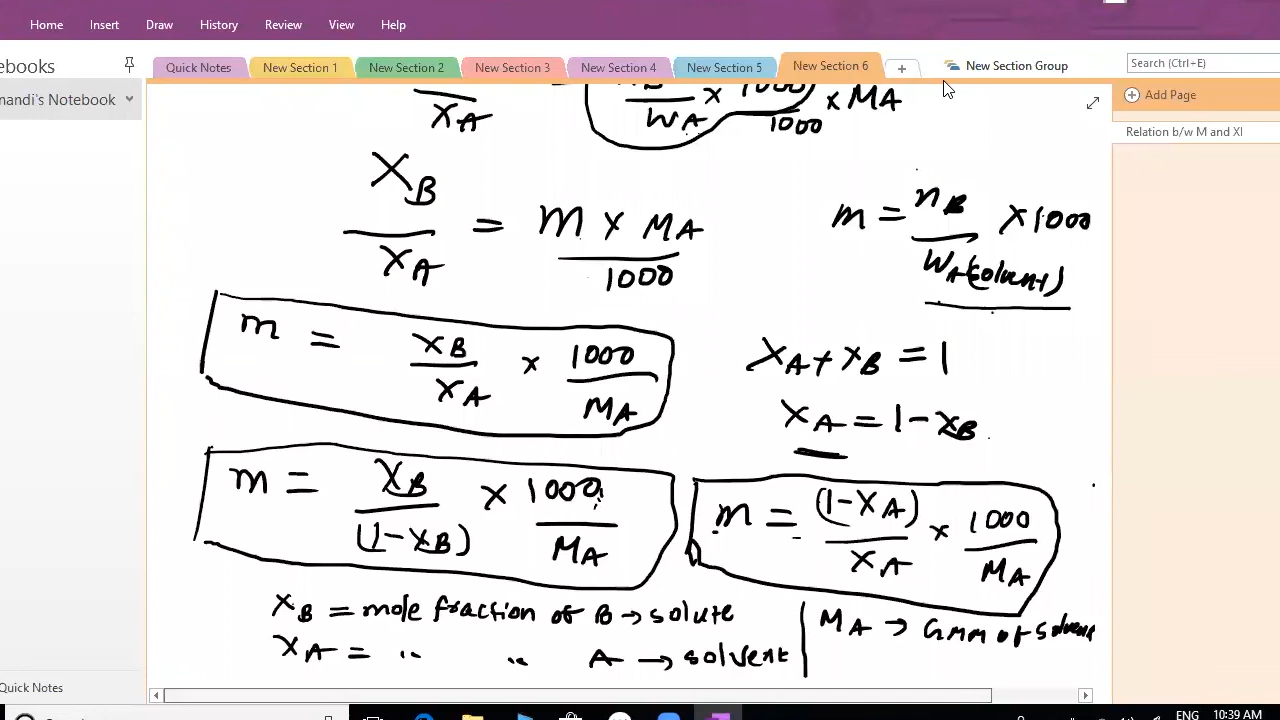 Home Insert Draw History Review View Help
ebooks
Quick Notes New Section 1 New Section 2 New Section 3 New Section 4 New Section 5 New Section 6 + New Section Group
Search (Ctrl+E)
nandi's Notebook
Add Page
Relation b/w M and XI
/ XA
/ WA × 1000 / 1000 × MA
XB / XA = m × MA / 1000
m = nB / WA(solvent) × 1000
m = XB / XA × 1000 / MA
XA + XB = 1
XA = 1 - XB
m = XB / (1 - XB) × 1000 / MA
m = (1 - XA) / XA × 1000 / MA
XB = mole fraction of B → solute
XA = '' '' A → solvent
MA → GMM of solvent
Quick Notes
ENG 10:39 AM